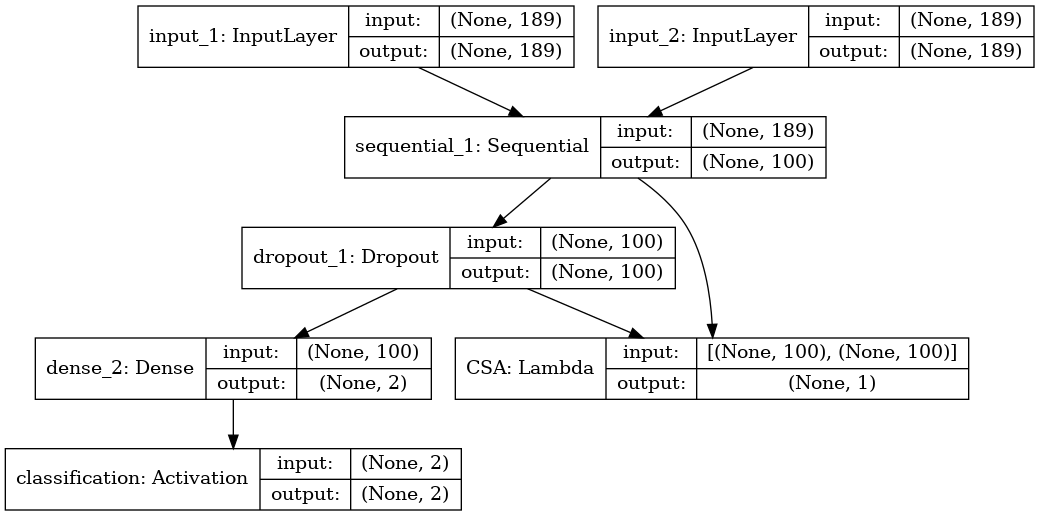 input_1: InputLayer
input: (None, 189)
output: (None, 189)
input_2: InputLayer
input: (None, 189)
output: (None, 189)
sequential_1: Sequential
input: (None, 189)
output: (None, 100)
dropout_1: Dropout
input: (None, 100)
output: (None, 100)
dense_2: Dense
input: (None, 100)
output: (None, 2)
CSA: Lambda
input: [(None, 100), (None, 100)]
output: (None, 1)
classification: Activation
input: (None, 2)
output: (None, 2)